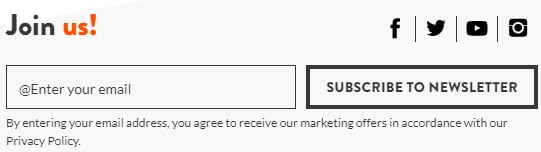 Join us!
@Enter your email
SUBSCRIBE TO NEWSLETTER
By entering your email address, you agree to receive our marketing offers in accordance with our
Privacy Policy.